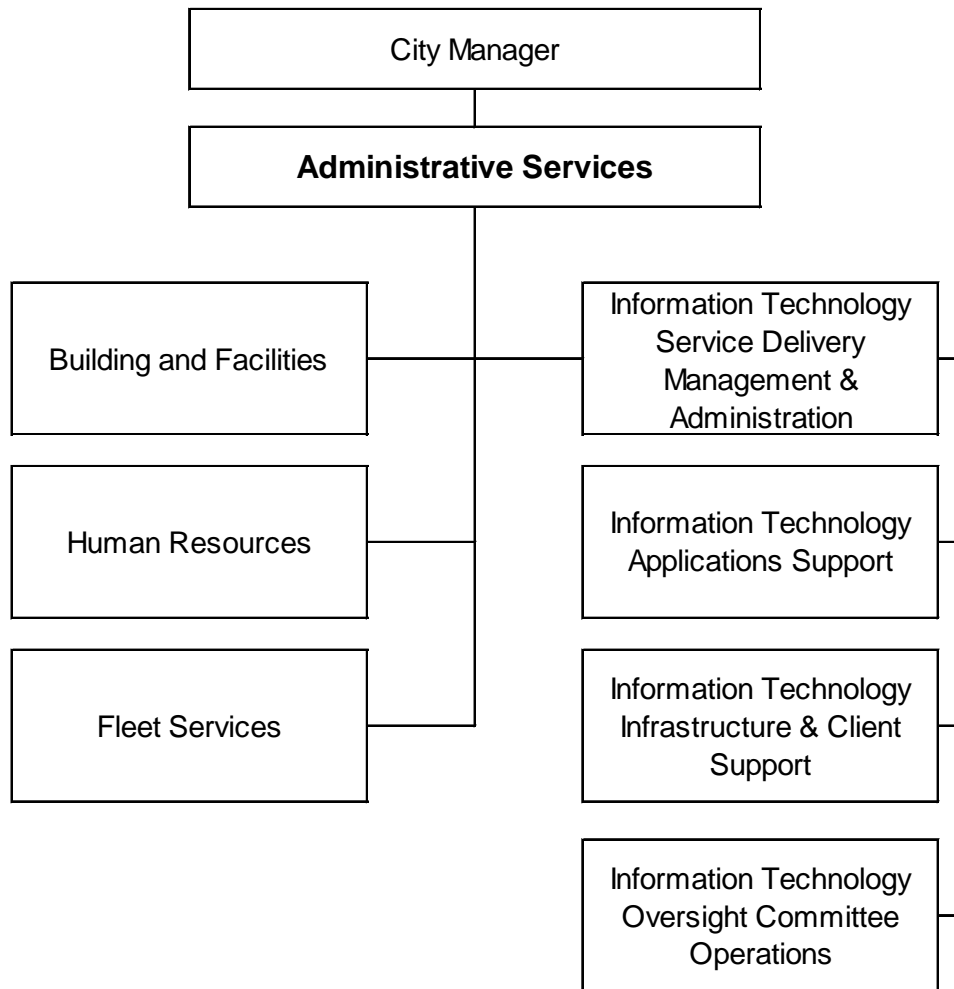 City Manager
Administrative Services
Building and Facilities
Information Technology
Service Delivery
Management &
Administration
Human Resources
Information Technology
Applications Support
Fleet Services
Information Technology
Infrastructure & Client
Support
Information Technology
Oversight Committee
Operations